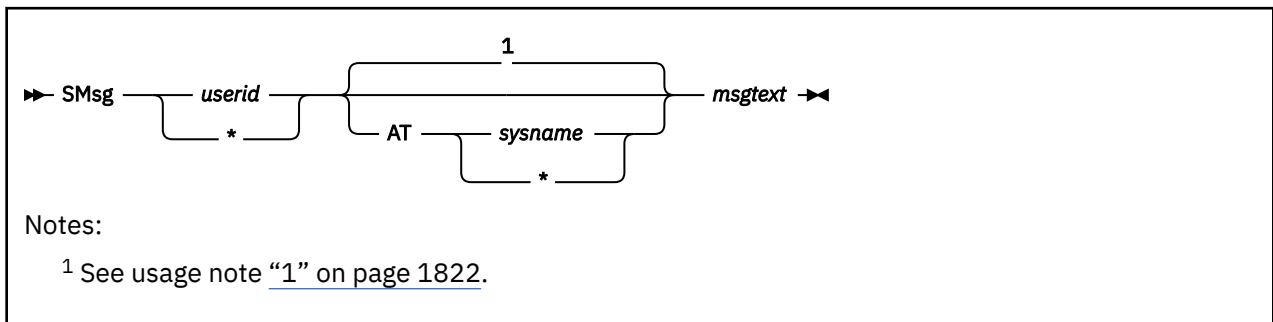 1
SMsg userid AT sysname msgtext
* *
Notes:
1 See usage note “1” on page 1822.